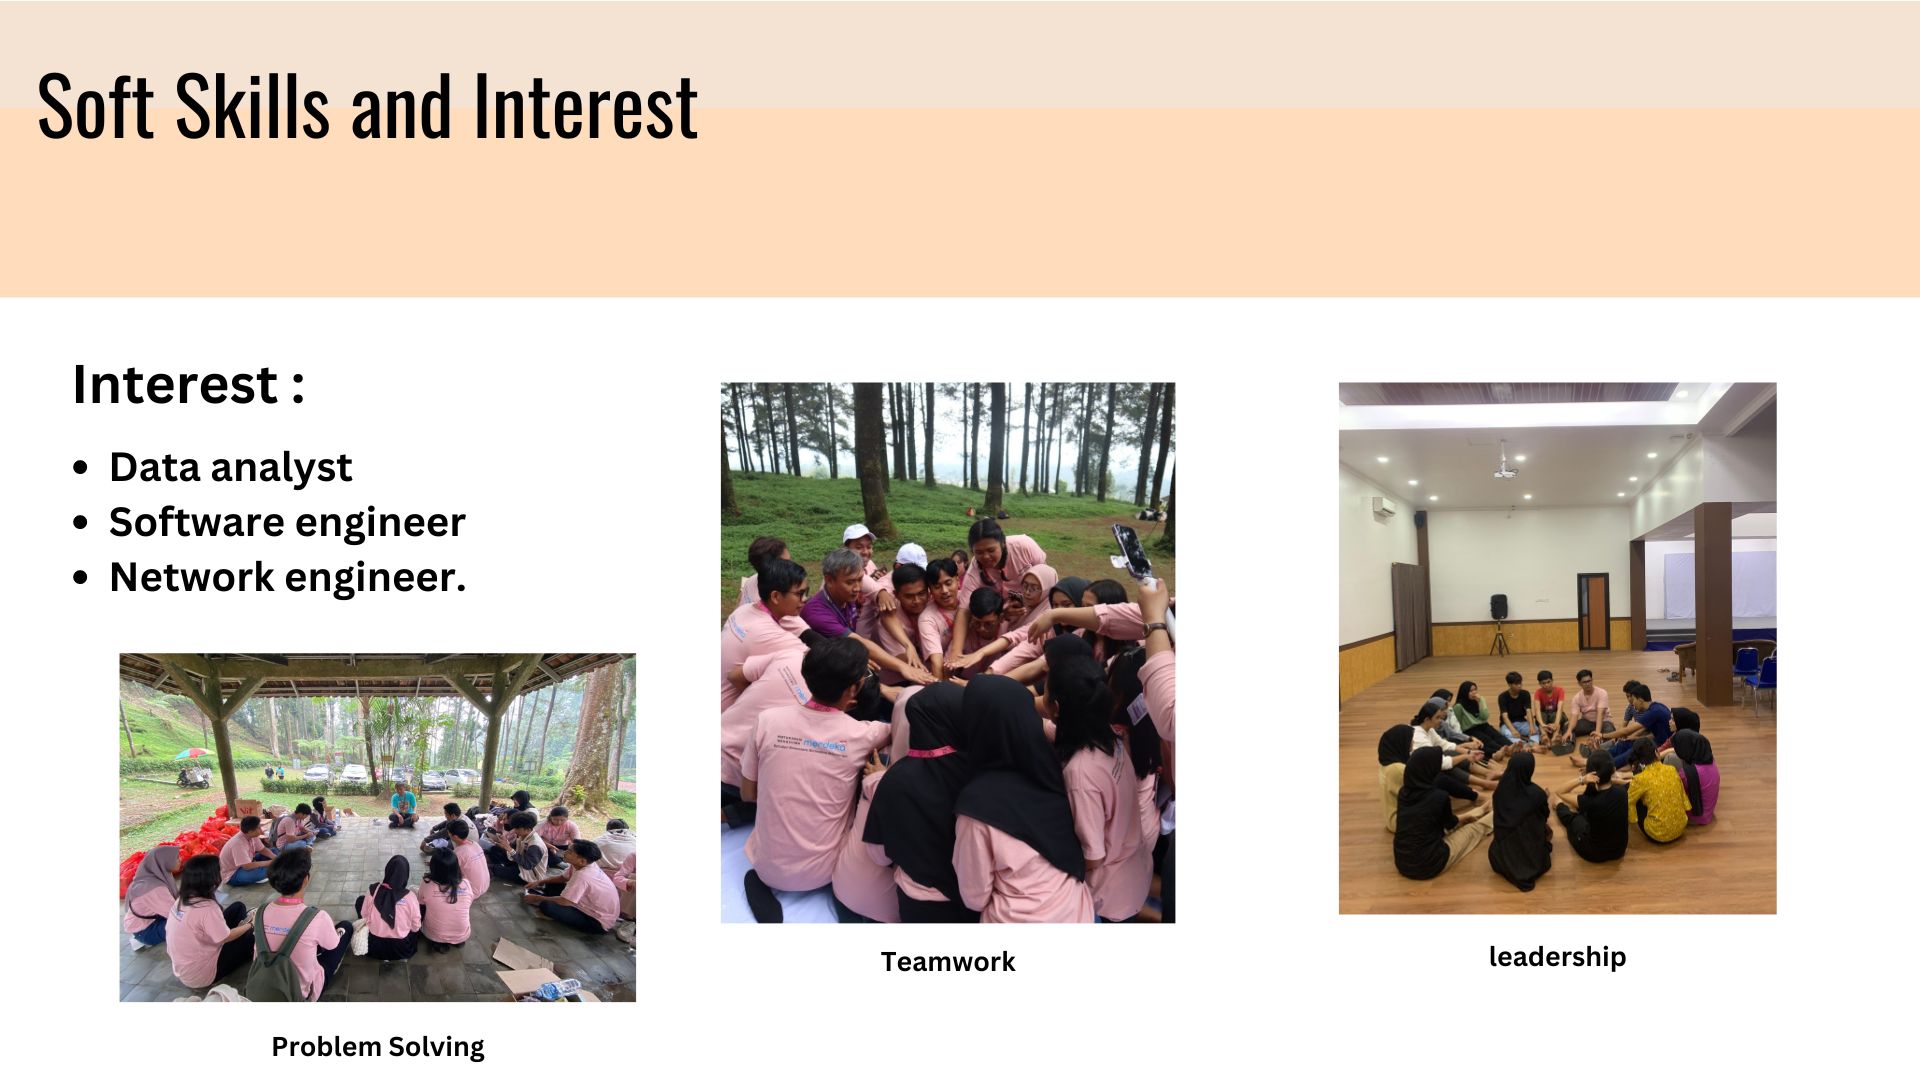 Soft Skills and Interest
Interest :
• Data analyst
• Software engineer
• Network engineer.
merdeka
Teamwork
leadership
Problem Solving